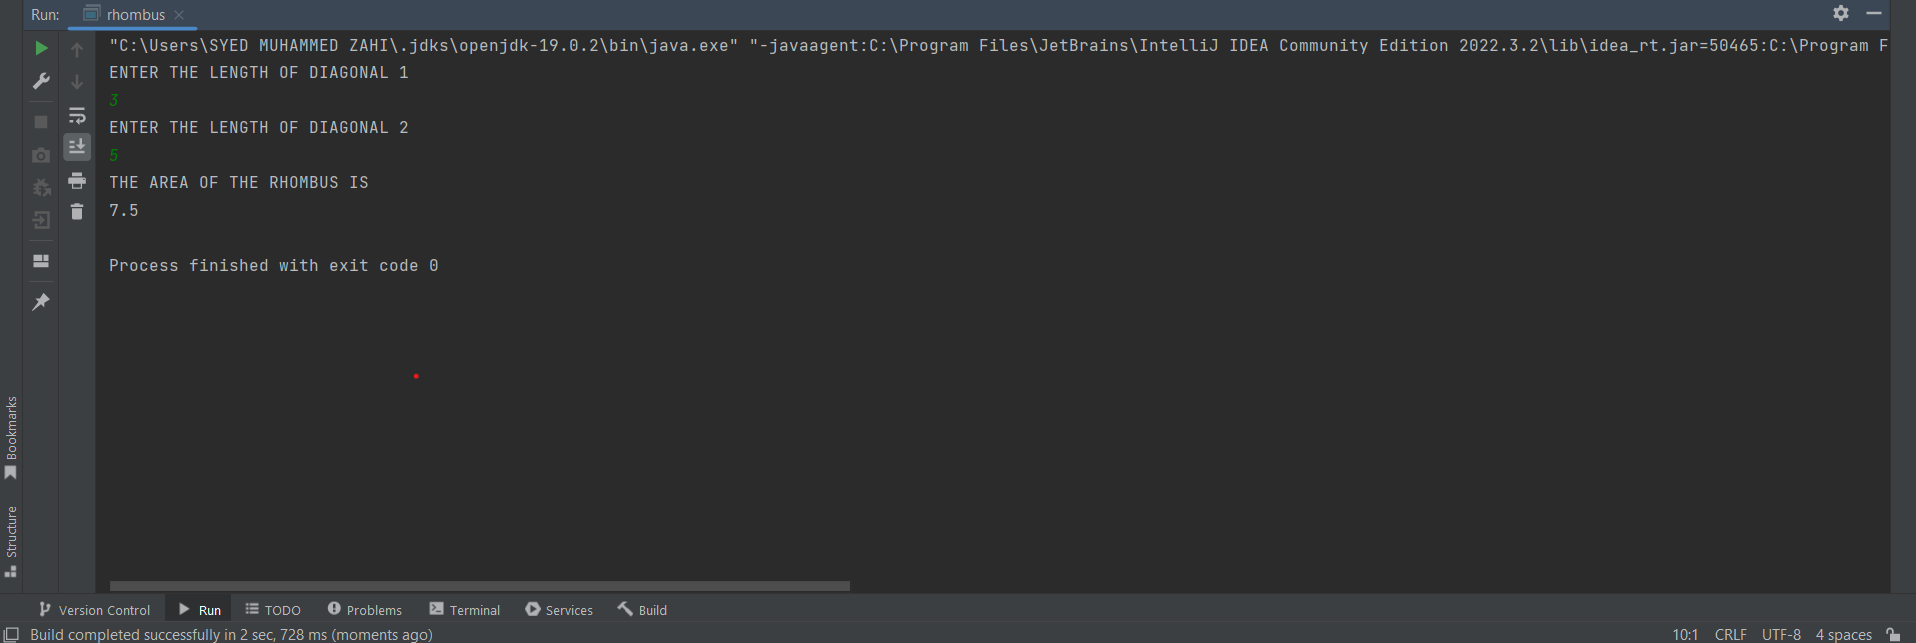 Run: rhombus
"C:\Users\SYED MUHAMMED ZAHI\.jdks\openjdk-19.0.2\bin\java.exe" "-javaagent:C:\Program Files\JetBrains\IntelliJ IDEA Community Edition 2022.3.2\lib\idea_rt.jar=50465:C:\Program F
ENTER THE LENGTH OF DIAGONAL 1
3
ENTER THE LENGTH OF DIAGONAL 2
5
THE AREA OF THE RHOMBUS IS
7.5
Process finished with exit code 0
Bookmarks
Structure
Version Control Run TODO Problems Terminal Services Build
Build completed successfully in 2 sec, 728 ms (moments ago) 10:1 CRLF UTF-8 4 spaces